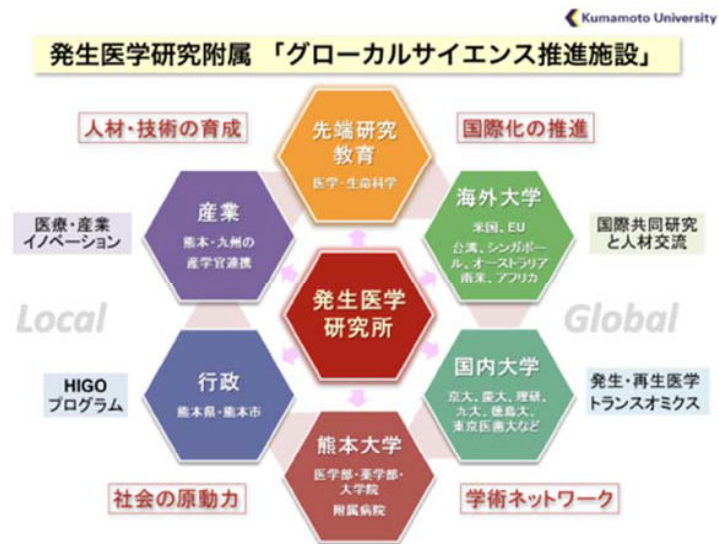 Kumamoto University
発生医学研究附属 「グローカルサイエンス推進施設」
人材・技術の育成
先端研究
教育
医学・生命科学
国際化の推進
産業
熊本・九州の
産学官連携
海外大学
米国、EU
台湾、シンガポー
ル、オーストラリア
南米、アフリカ
医療・産業
イノベーション
国際共同研究
と人材交流
発生医学
研究所
Local
Global
HIGO
プログラム
行政
熊本県・熊本市
国内大学
京大、慶大、理研、
九大、徳島大、
東京医歯大など
発生・再生医学
トランスオミクス
熊本大学
医学部・薬学部・
大学院
附属病院
社会の原動力
学術ネットワーク